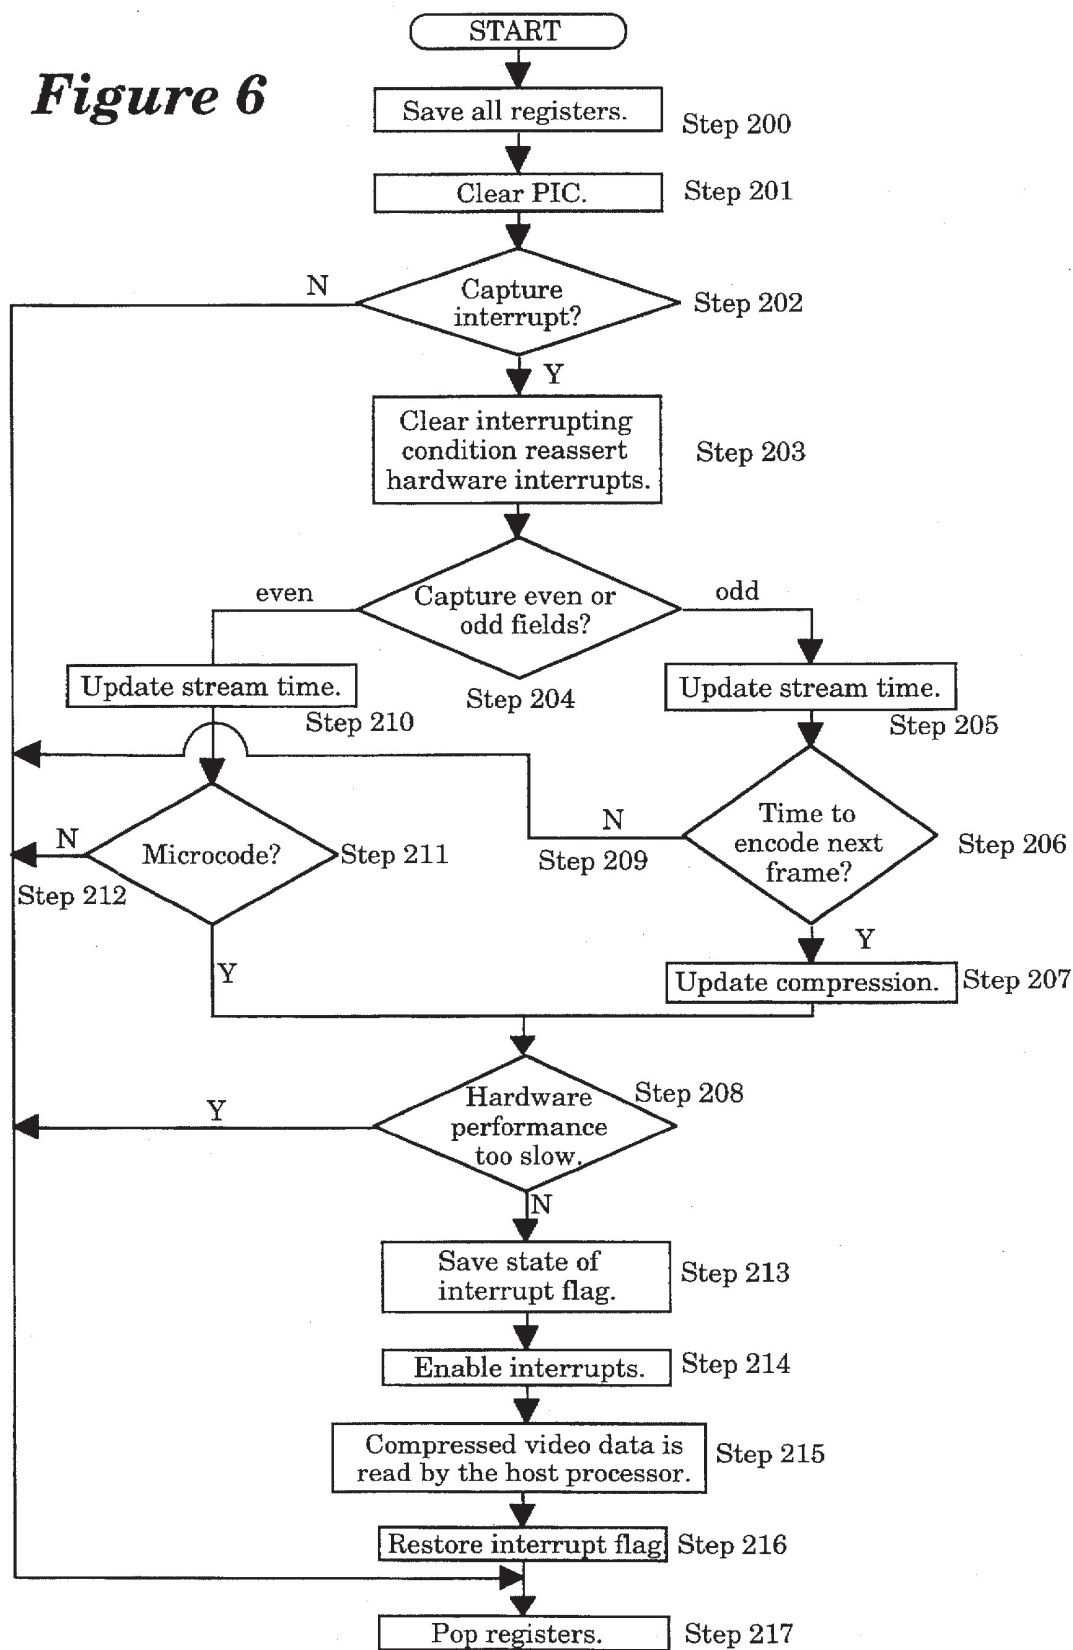 START
Figure 6
Save all registers.
Step 200
Clear PIC.
Step 201
N
Capture
interrupt?
Step 202
Y
Clear interrupting
condition reassert
hardware interrupts.
Step 203
even
Capture even or
odd fields?
odd
Step 204
Update stream time.
Step 210
Update stream time.
Step 205
N
Microcode?
Step 211
Step 212
N
Step 209
Time to
encode next
frame?
Step 206
Y
Y
Update compression.
Step 207
Y
Hardware
performance
too slow.
Step 208
N
Save state of
interrupt flag.
Step 213
Enable interrupts.
Step 214
Compressed video data is
read by the host processor.
Step 215
Restore interrupt flag
Step 216
Pop registers.
Step 217